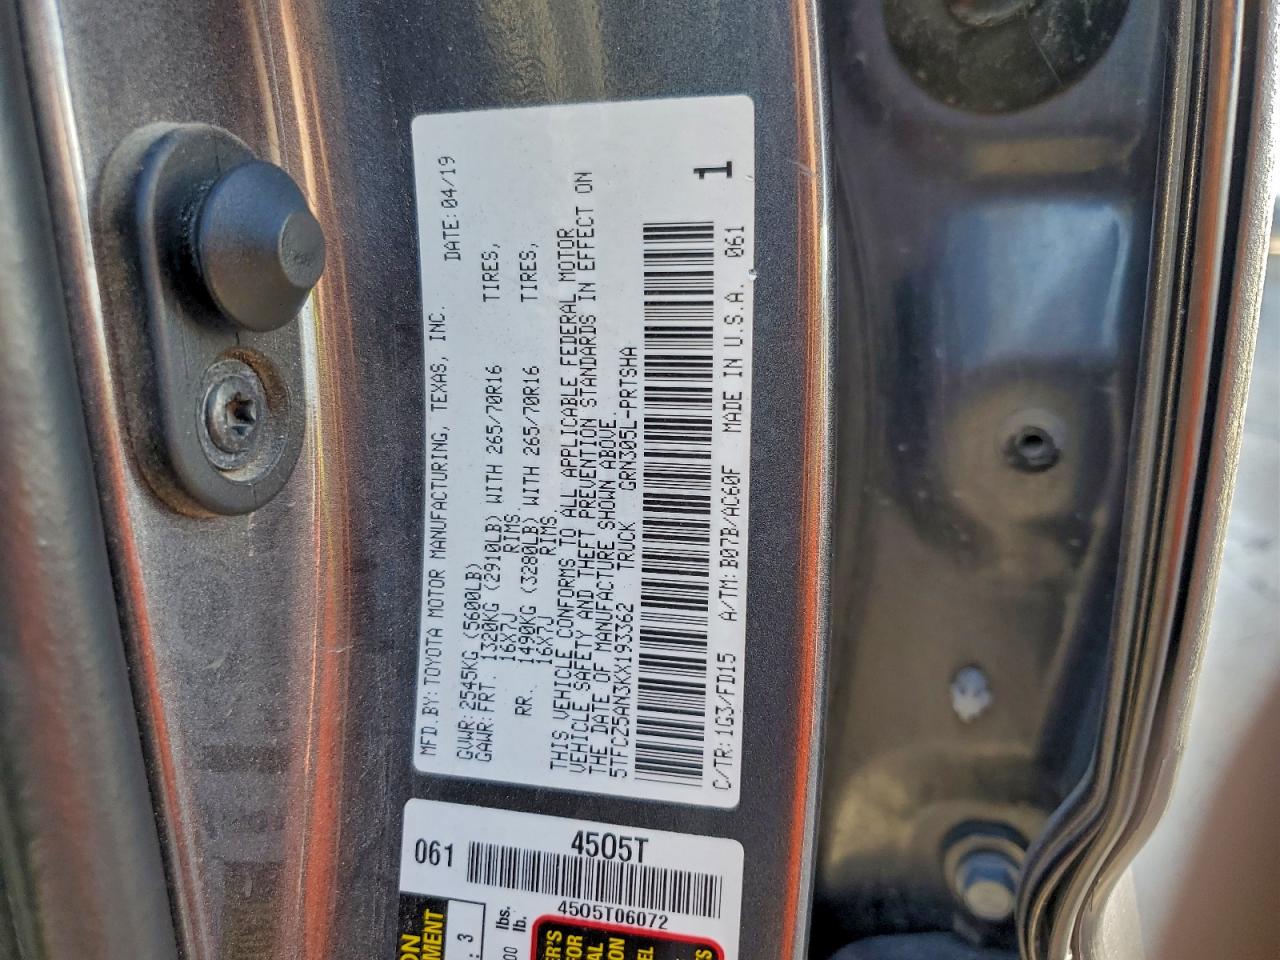 MFD.BY: TOYOTA MOTOR MANUFACTURING, TEXAS, INC. DATE: 04/19
GVWR: 2545KG (5600LB)
GAWR: FRT. 1320KG (2910LB) WITH 265/70R16 TIRES,
16X7J RIMS
RR. 1490KG (3280LB) WITH 265/70R16 TIRES,
16X7J RIMS
THIS VEHICLE CONFORMS TO ALL APPLICABLE FEDERAL MOTOR
VEHICLE SAFETY AND THEFT PREVENTION STANDARDS IN EFFECT ON
THE DATE OF MANUFACTURE SHOWN ABOVE.
5TFCZ5AN3KX193362 TRUCK GRN305L-PRTSHA
1
C/TR: 1G3/FD15 A/TM: B07B/AC60F MADE IN U.S.A. 061
061 4505T
4505T06072
: 3
lbs.
lb.